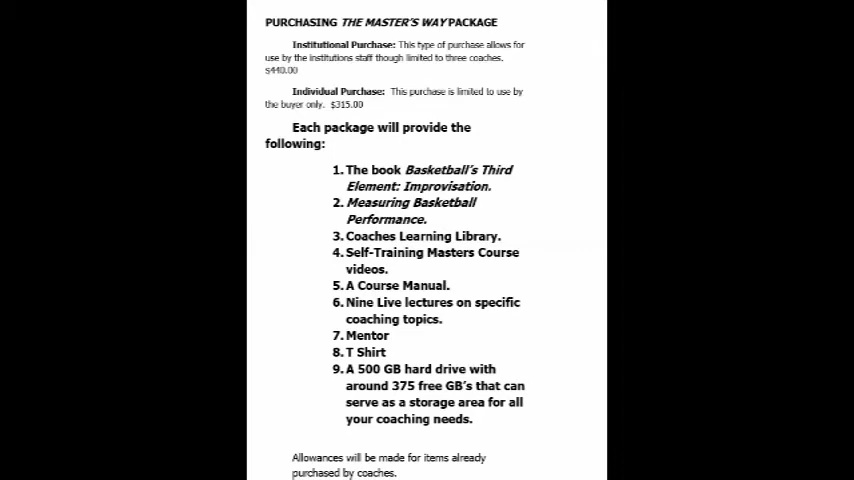 PURCHASING THE MASTER'S WAY PACKAGE
Institutional Purchase: This type of purchase allows for
use by the institutions staff though limited to three coaches.
$440.00
Individual Purchase: This purchase is limited to use by
the buyer only. $315.00
Each package will provide the
following:
1. The book Basketball's Third
Element: Improvisation.
2. Measuring Basketball
Performance.
3. Coaches Learning Library.
4. Self-Training Masters Course
videos.
5. A Course Manual.
6. Nine Live lectures on specific
coaching topics.
7. Mentor
8. T Shirt
9. A 500 GB hard drive with
around 375 free GB's that can
serve as a storage area for all
your coaching needs.
Allowances will be made for items already
purchased by coaches.